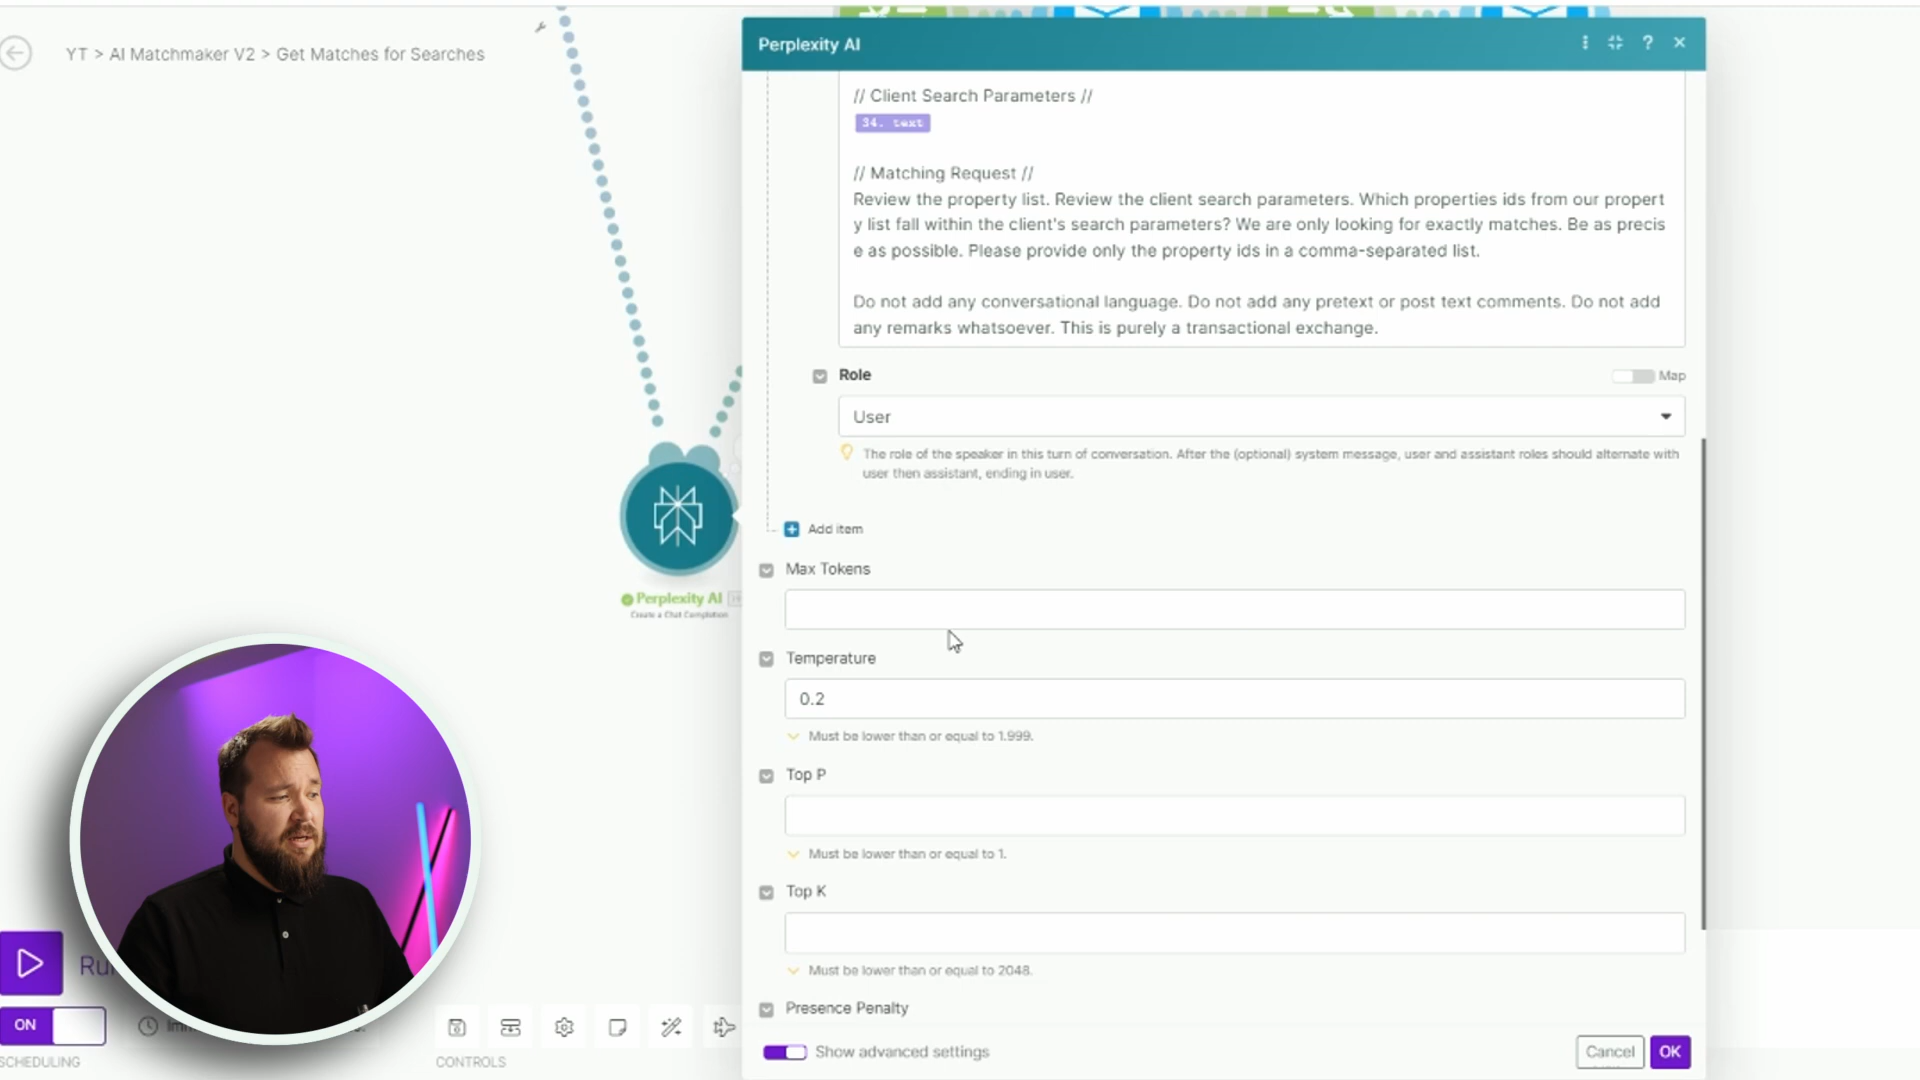 YT > AI Matchmaker V2 > Get Matches for Searches
Perplexity AI
?
// Client Search Parameters //
34. text
// Matching Request //
Review the property list. Review the client search parameters. Which properties ids from our propert
y list fall within the client's search parameters? We are only looking for exactly matches. Be as precis
e as possible. Please provide only the property ids in a comma-separated list.
Do not add any conversational language. Do not add any pretext or post text comments. Do not add
any remarks whatsoever. This is purely a transactional exchange.
Role
Map
User
The role of the speaker in this turn of conversation. After the (optional) system message, user and assistant roles should alternate with
user then assistant, ending in user.
Add item
Max Tokens
Temperature
0.2
Must be lower than or equal to 1.999.
Top P
Must be lower than or equal to 1.
Top K
Must be lower than or equal to 2048.
Presence Penalty
Show advanced settings
Cancel
OK
Perplexity AI
Create a Chat Completion
ON
SCHEDULING
CONTROLS